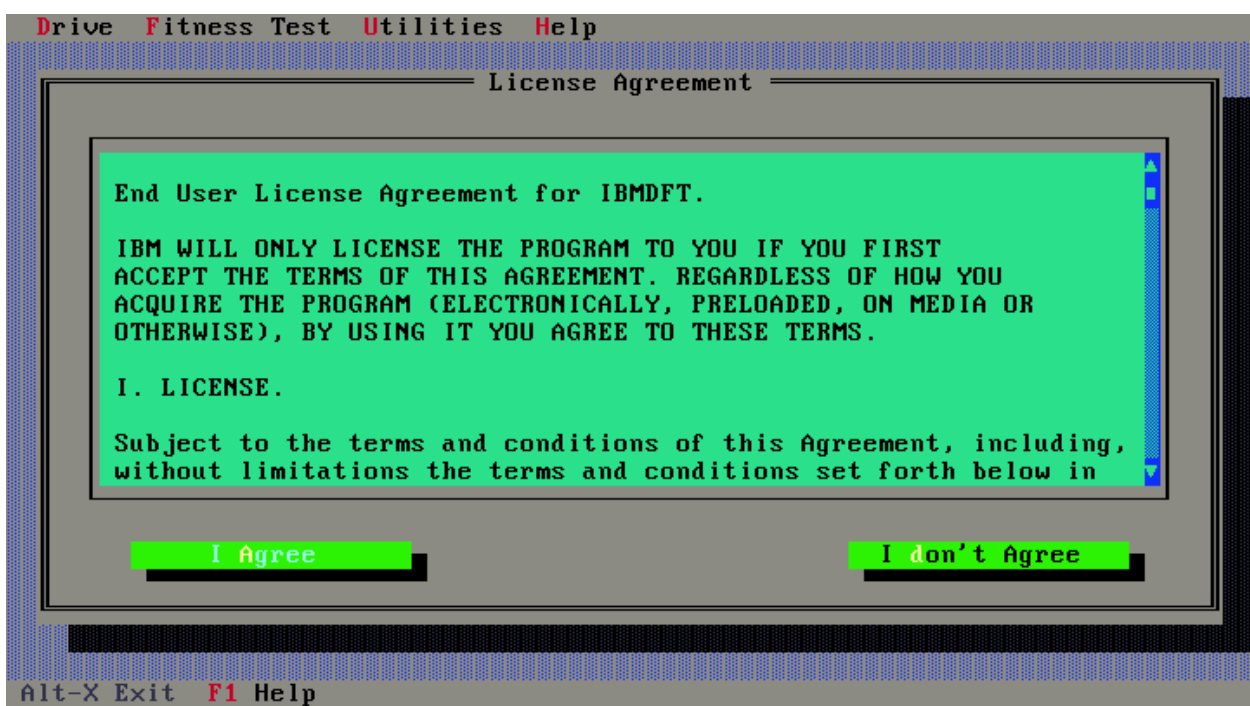 Drive Fitness Test Utilities Help
License Agreement
End User License Agreement for IBMDFT.
IBM WILL ONLY LICENSE THE PROGRAM TO YOU IF YOU FIRST
ACCEPT THE TERMS OF THIS AGREEMENT. REGARDLESS OF HOW YOU
ACQUIRE THE PROGRAM (ELECTRONICALLY, PRELOADED, ON MEDIA OR
OTHERWISE), BY USING IT YOU AGREE TO THESE TERMS.
I. LICENSE.
Subject to the terms and conditions of this Agreement, including,
without limitations the terms and conditions set forth below in
I Agree I don't Agree
Alt-X Exit F1 Help